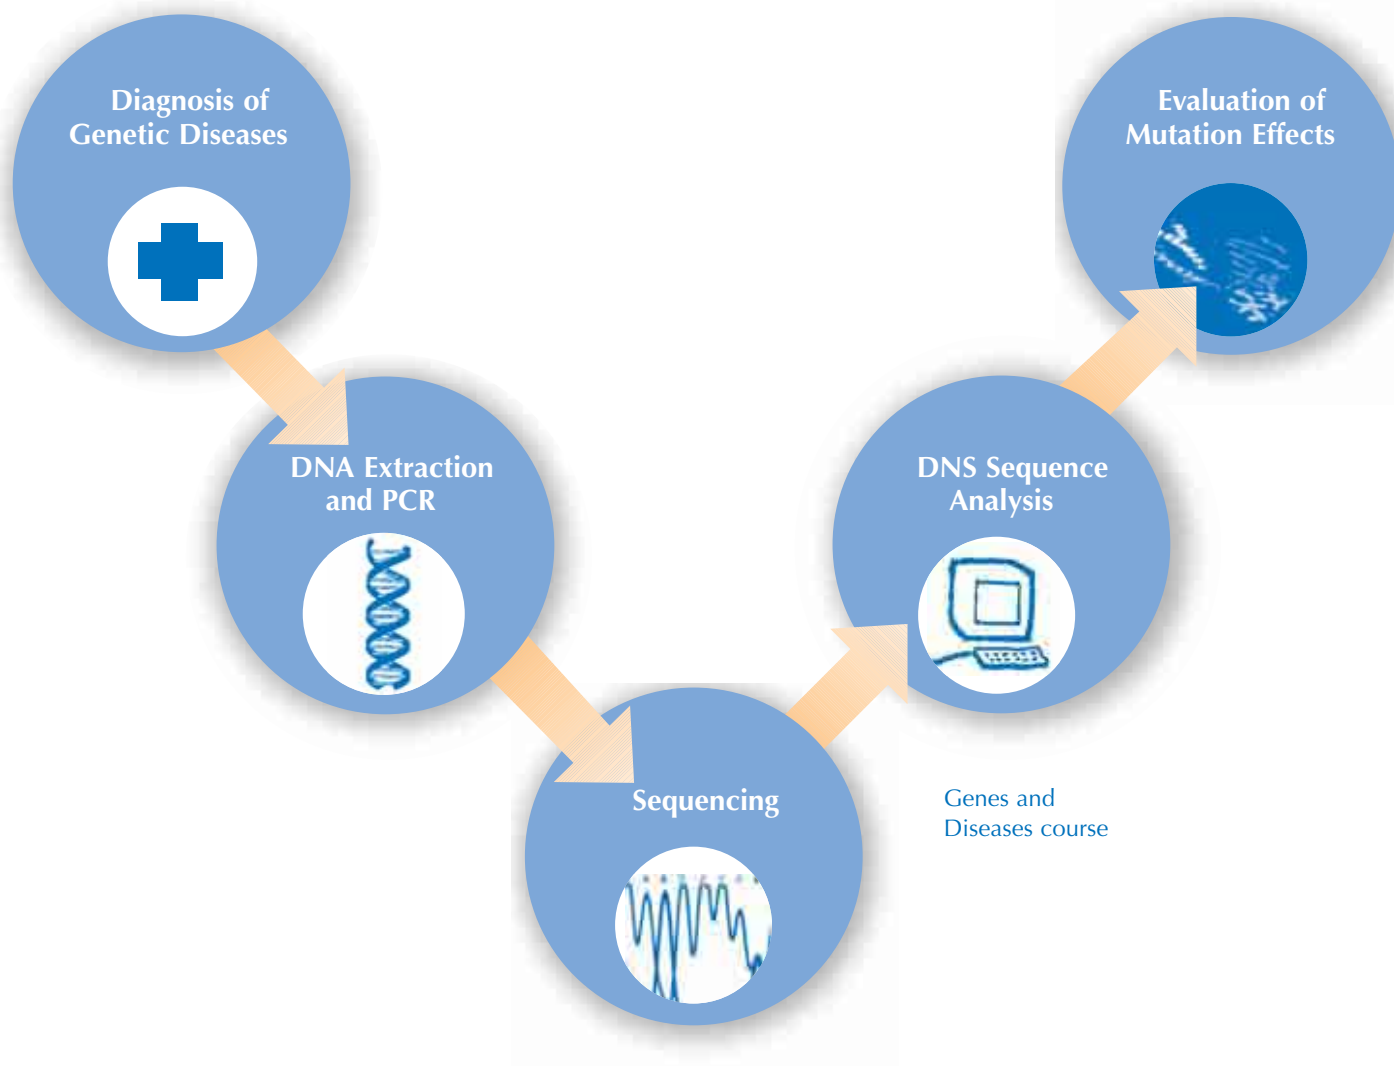 Diagnosis of
Genetic Diseases
DNA Extraction
and PCR
Sequencing
DNS Sequence
Analysis
Evaluation of
Mutation Effects
Genes and
Diseases course